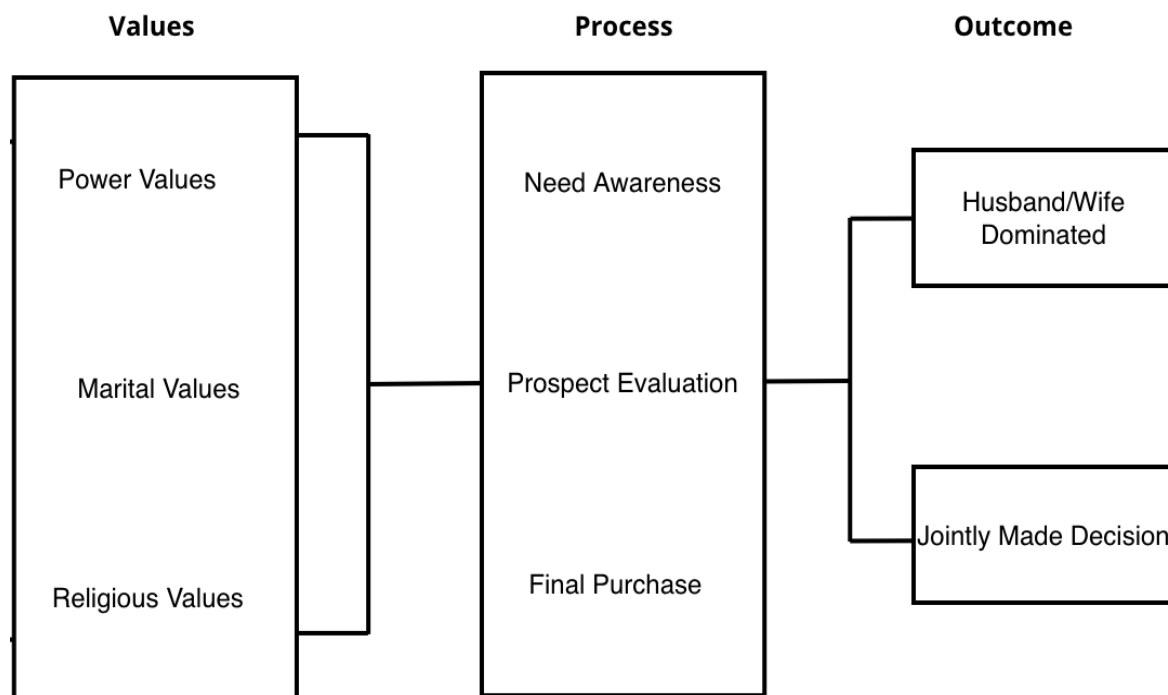 Values
Process
Outcome
Power Values
Marital Values
Religious Values
Need Awareness
Prospect Evaluation
Final Purchase
Husband/Wife
Dominated
Jointly Made Decision